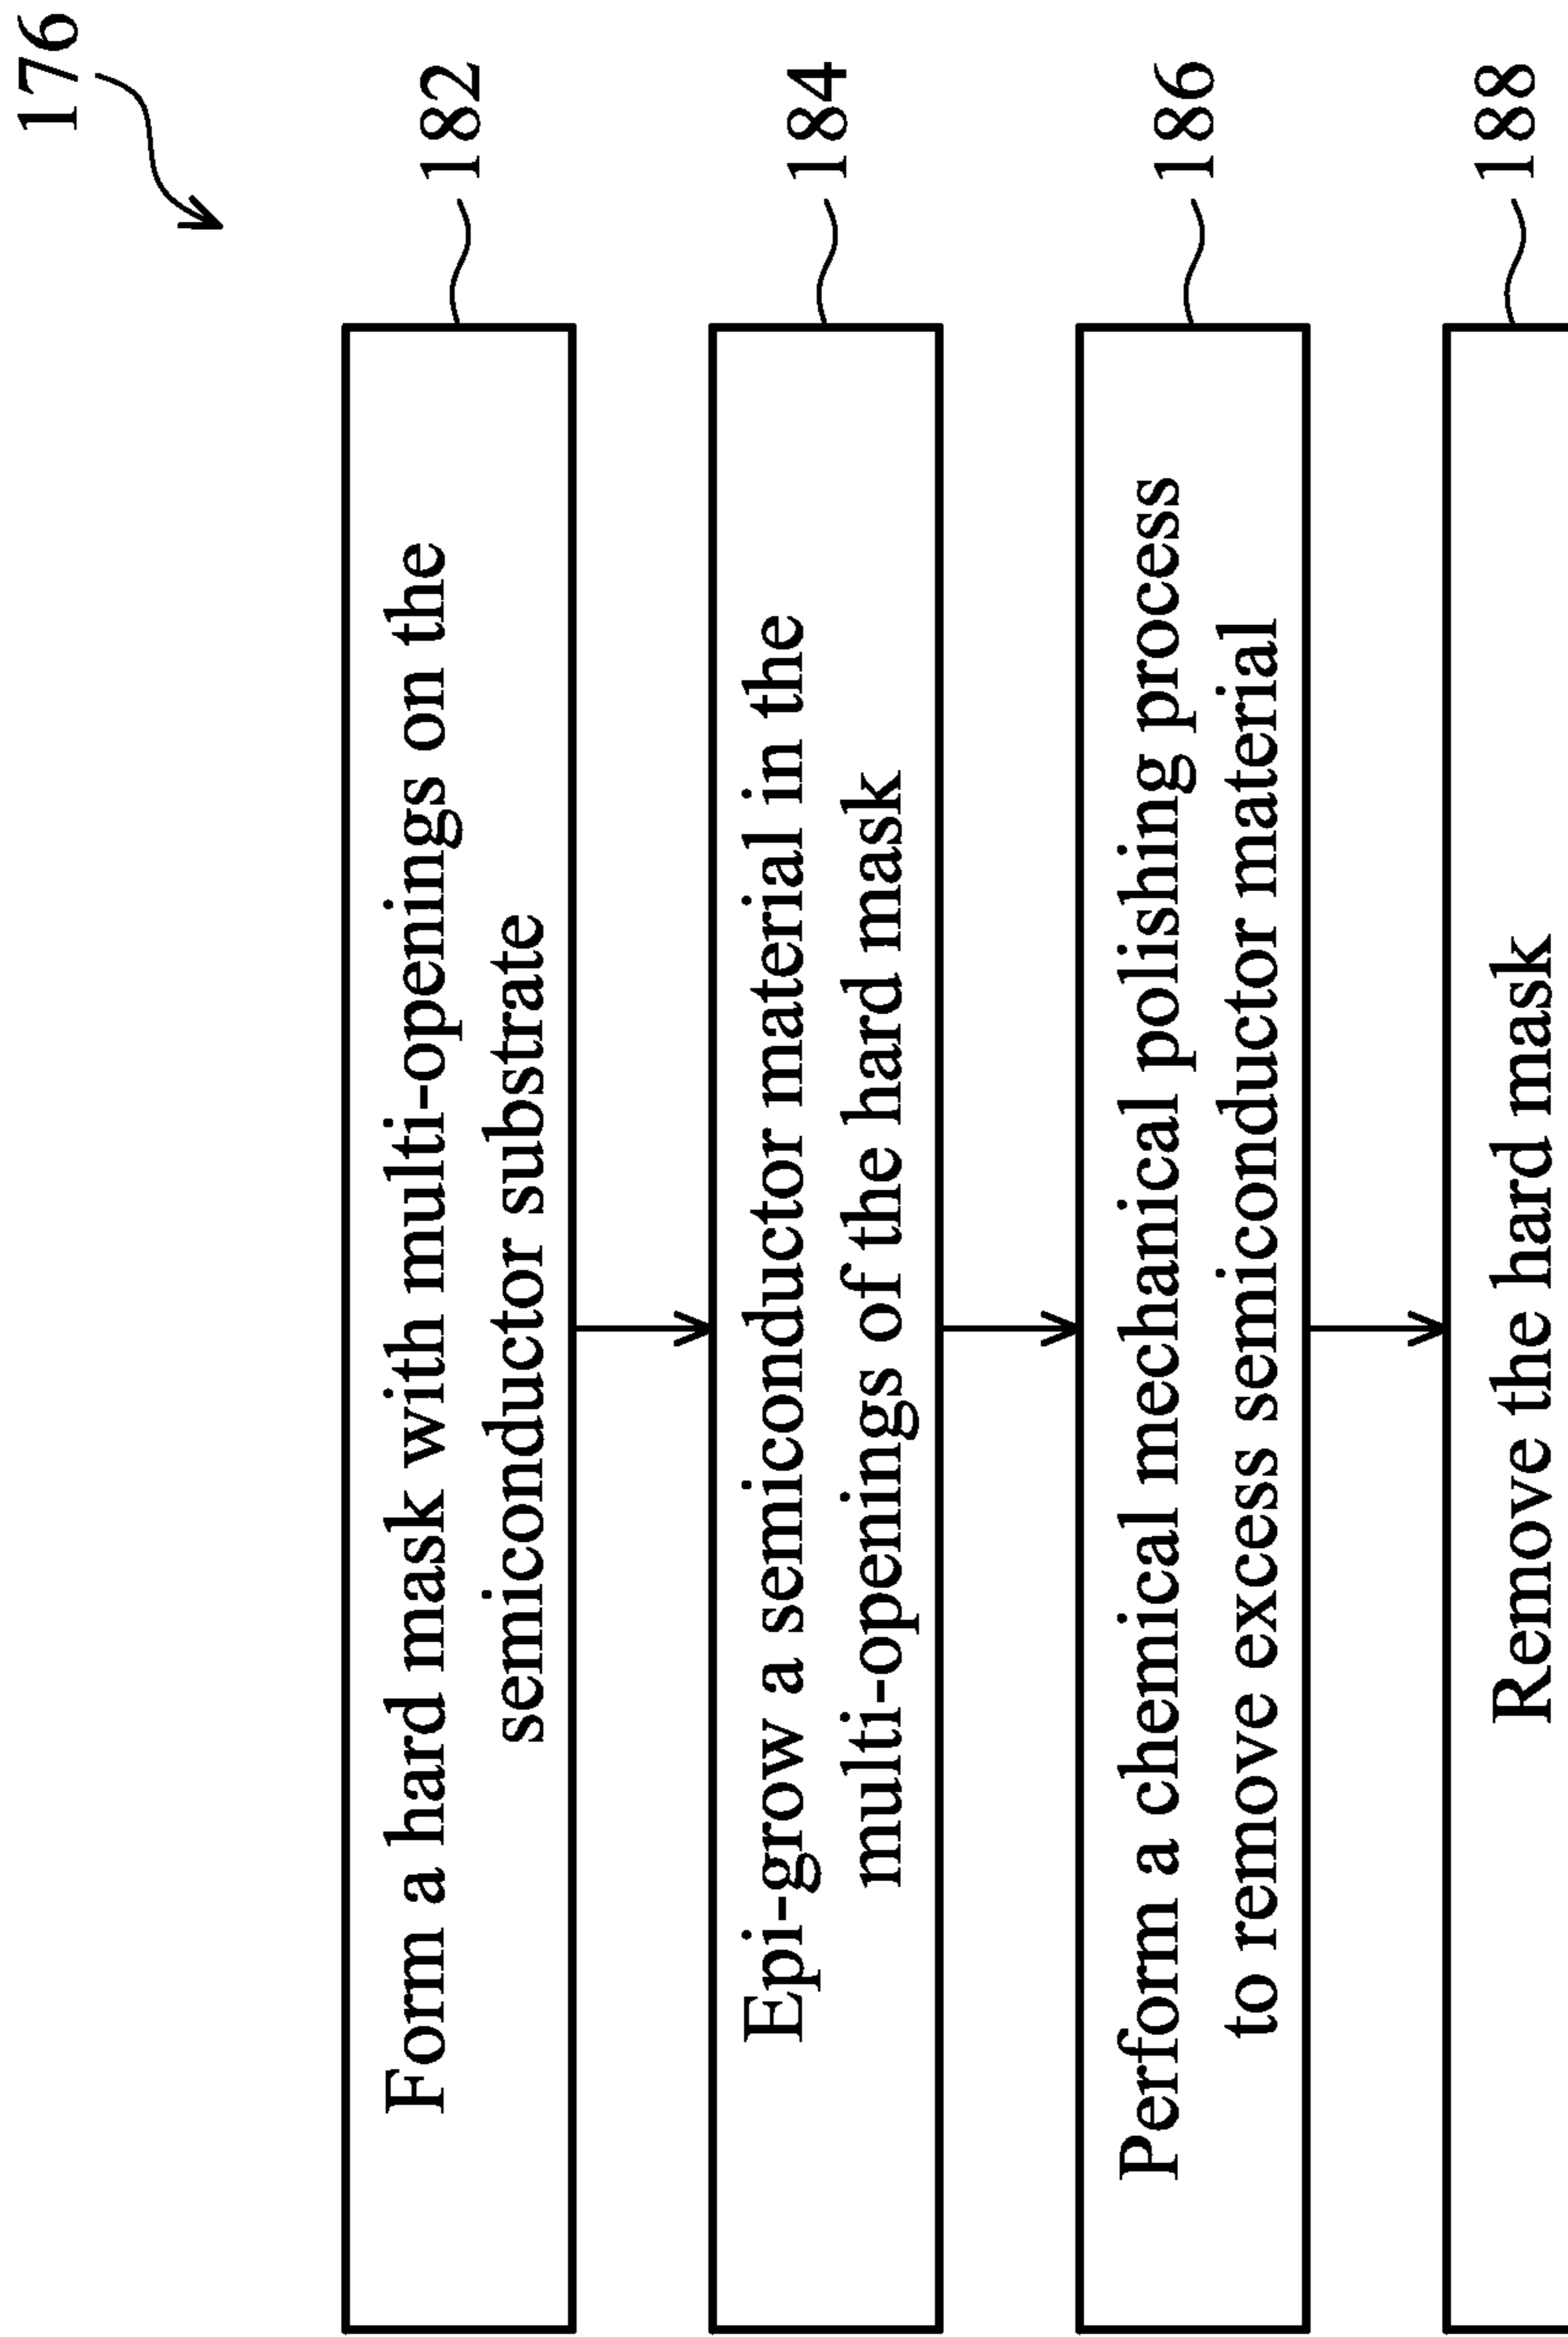 176
Form a hard mask with multi-openings on the
semiconductor substrate
182
Epi-grow a semiconductor material in the
multi-openings of the hard mask
184
Perform a chemical mechanical polishing process
to remove excess semiconductor material
186
Remove the hard mask
188